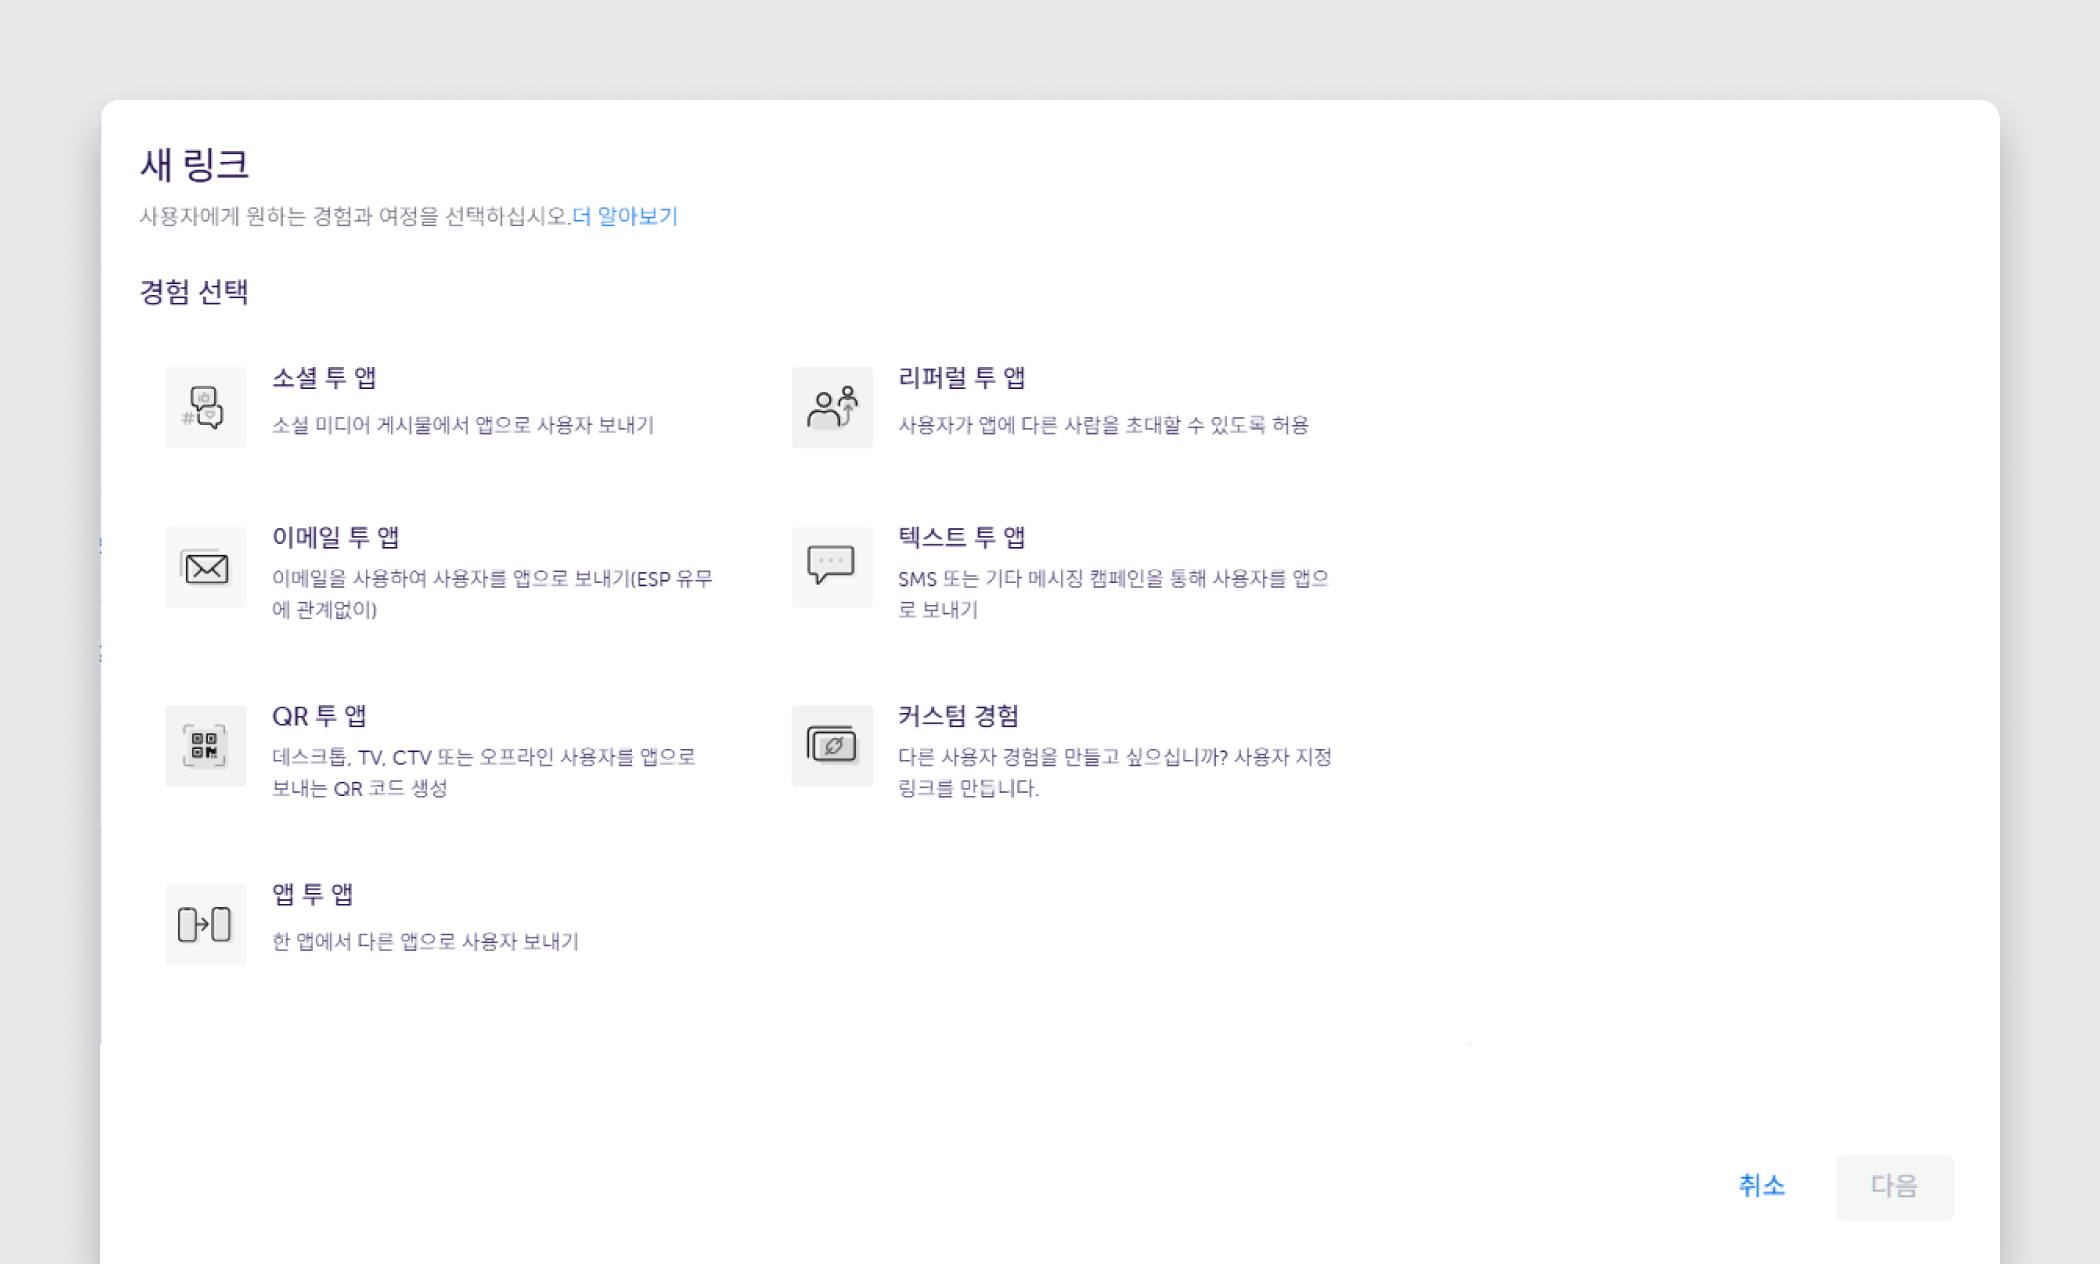 새 링크
사용자에게 원하는 경험과 여정을 선택하십시오.더 알아보기
경험 선택
소셜 투 앱
소셜 미디어 게시물에서 앱으로 사용자 보내기
리퍼럴 투 앱
사용자가 앱에 다른 사람을 초대할 수 있도록 허용
이메일 투 앱
이메일을 사용하여 사용자를 앱으로 보내기(ESP 유무
에 관계없이)
텍스트 투 앱
SMS 또는 기다 메시징 캠페인을 통해 사용자를 앱으
로 보내기
QR 투 앱
데스크톱, TV, CTV 또는 오프라인 사용자를 앱으로
보내는 QR 코드 생성
커스텀 경험
다른 사용자 경험을 만들고 싶으십니까? 사용자 지정
링크를 만듭니다.
앱 투 앱
한 앱에서 다른 앱으로 사용자 보내기
취소
다음